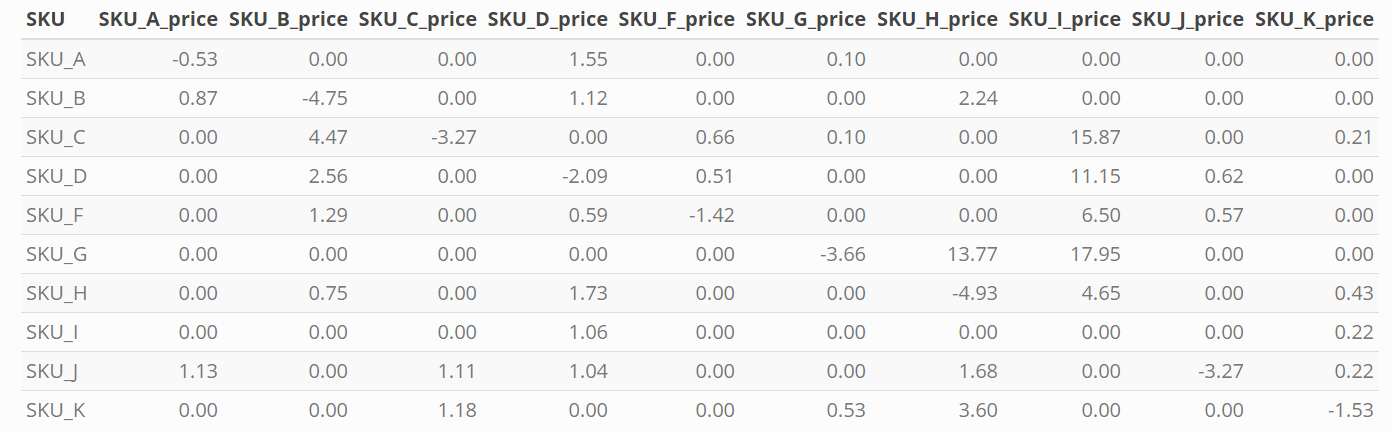 SKU SKU_A_price SKU_B_price SKU_C_price SKU_D_price SKU_F_price SKU_G_price SKU_H_price SKU_I_price SKU_J_price SKU_K_price
SKU_A -0.53 0.00 0.00 1.55 0.00 0.10 0.00 0.00 0.00 0.00
SKU_B 0.87 -4.75 0.00 1.12 0.00 0.00 2.24 0.00 0.00 0.00
SKU_C 0.00 4.47 -3.27 0.00 0.66 0.10 0.00 15.87 0.00 0.21
SKU_D 0.00 2.56 0.00 -2.09 0.51 0.00 0.00 11.15 0.62 0.00
SKU_F 0.00 1.29 0.00 0.59 -1.42 0.00 0.00 6.50 0.57 0.00
SKU_G 0.00 0.00 0.00 0.00 0.00 -3.66 13.77 17.95 0.00 0.00
SKU_H 0.00 0.75 0.00 1.73 0.00 0.00 -4.93 4.65 0.00 0.43
SKU_I 0.00 0.00 0.00 1.06 0.00 0.00 0.00 0.00 0.00 0.22
SKU_J 1.13 0.00 1.11 1.04 0.00 0.00 1.68 0.00 -3.27 0.22
SKU_K 0.00 0.00 1.18 0.00 0.00 0.53 3.60 0.00 0.00 -1.53